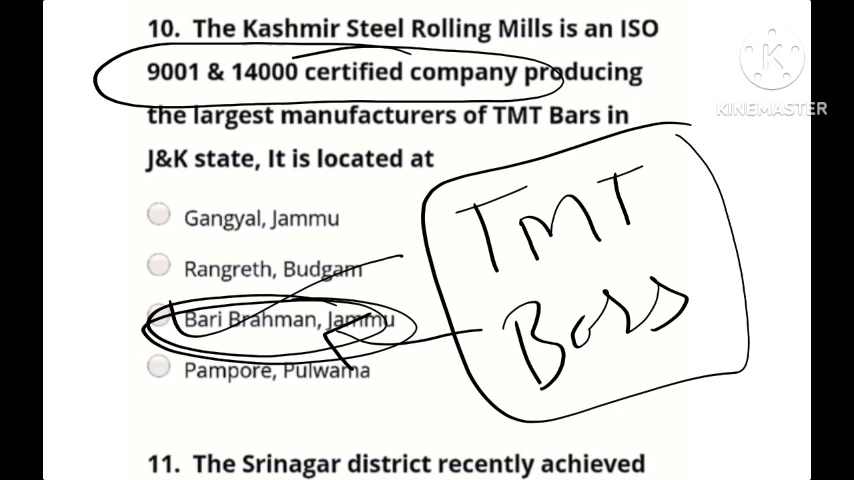 10. The Kashmir Steel Rolling Mills is an ISO
9001 & 14000 certified company producing
the largest manufacturers of TMT Bars in
J&K state, It is located at
Gangyal, Jammu
Rangreth, Budgam
Bari Brahman, Jammu
Pampore, Pulwama
11. The Srinagar district recently achieved
TMT
Bars
KINEMASTER